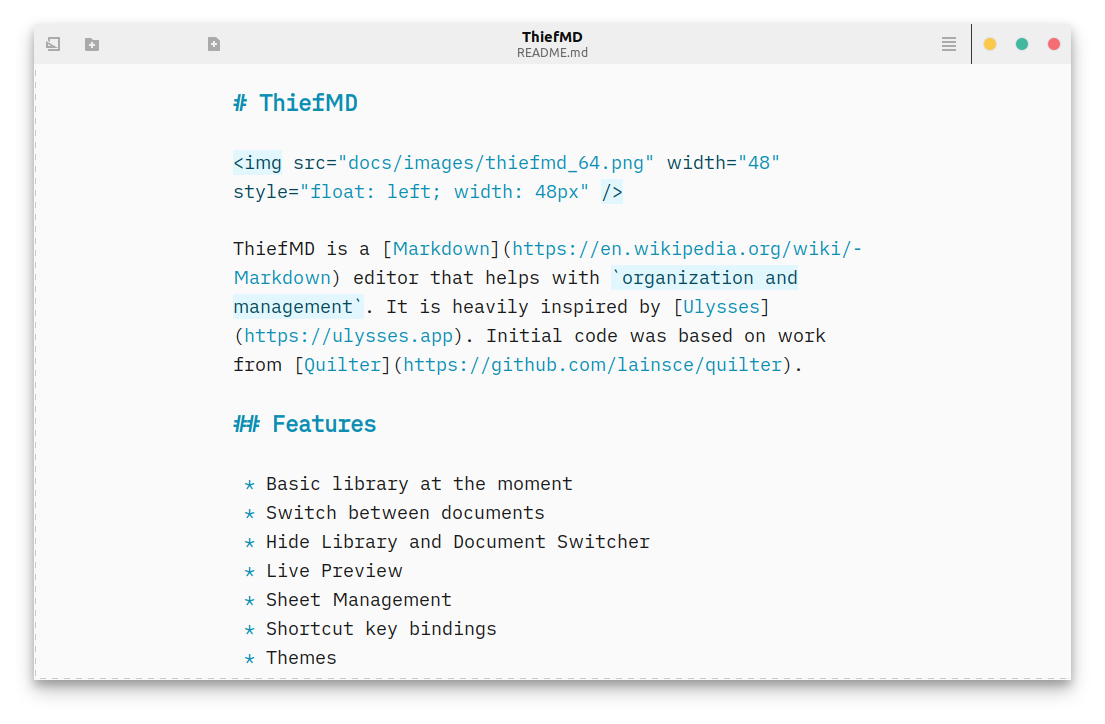 ThiefMD
README.md
# ThiefMD
<img src="docs/images/thiefmd_64.png" width="48"
style="float: left; width: 48px" />
ThiefMD is a [Markdown](https://en.wikipedia.org/wiki/-
Markdown) editor that helps with `organization and
management`. It is heavily inspired by [Ulysses]
(https://ulysses.app). Initial code was based on work
from [Quilter](https://github.com/lainsce/quilter).
## Features
* Basic library at the moment
* Switch between documents
* Hide Library and Document Switcher
* Live Preview
* Sheet Management
* Shortcut key bindings
* Themes